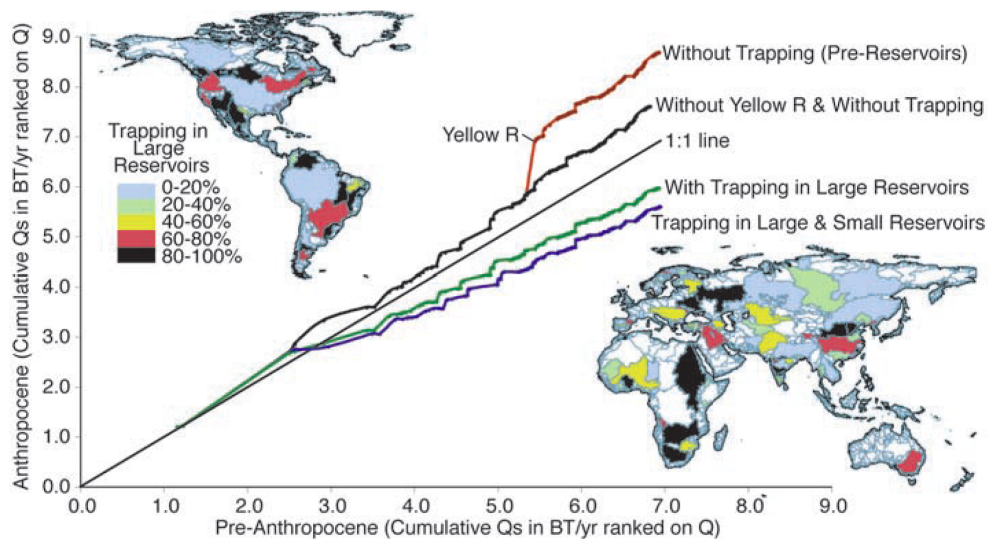 Anthropocene (Cumulative Qs in BT/yr ranked on Q)
9.0
8.0
7.0
6.0
5.0
4.0
3.0
2.0
1.0
0.0
Trapping in
Large
Reservoirs
0-20%
20-40%
40-60%
60-80%
80-100%
Yellow R
Without Trapping (Pre-Reservoirs)
Without Yellow R & Without Trapping
1:1 line
With Trapping in Large Reservoirs
Trapping in Large & Small Reservoirs
0.0 1.0 2.0 3.0 4.0 5.0 6.0 7.0 8.0 9.0
Pre-Anthropocene (Cumulative Qs in BT/yr ranked on Q)